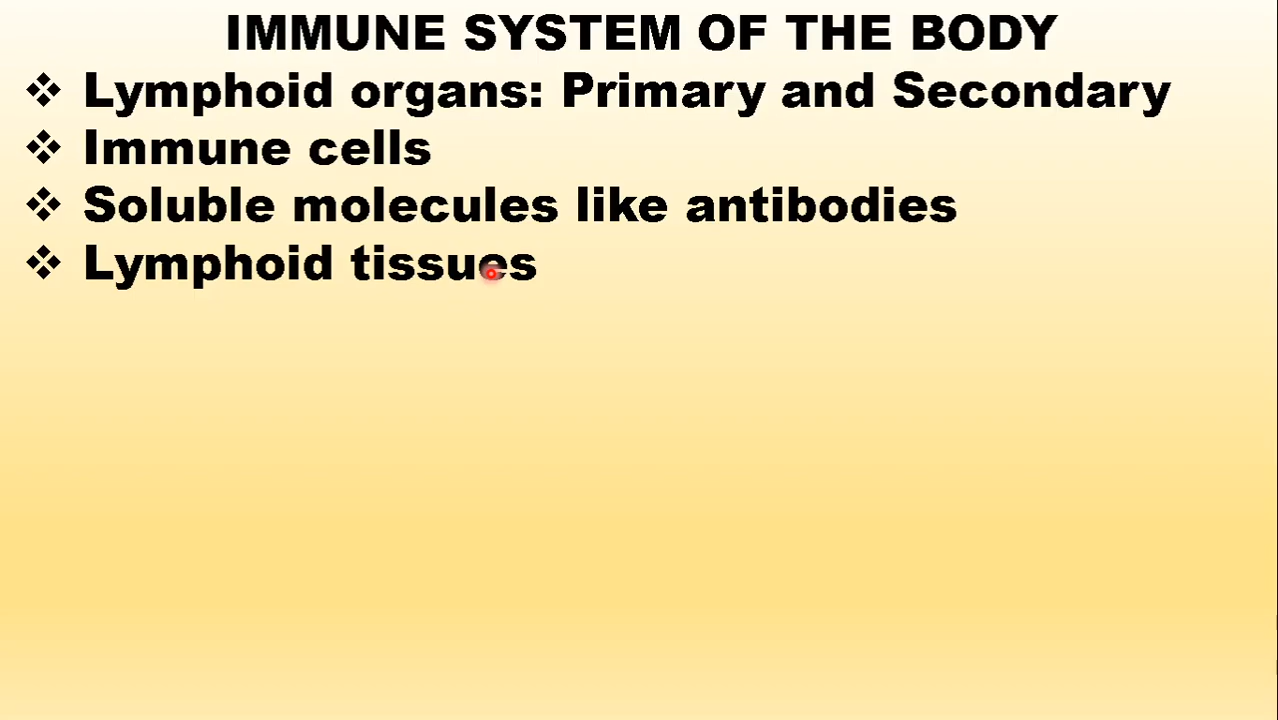 IMMUNE SYSTEM OF THE BODY
❖ Lymphoid organs: Primary and Secondary
❖ Immune cells
❖ Soluble molecules like antibodies
❖ Lymphoid tissues